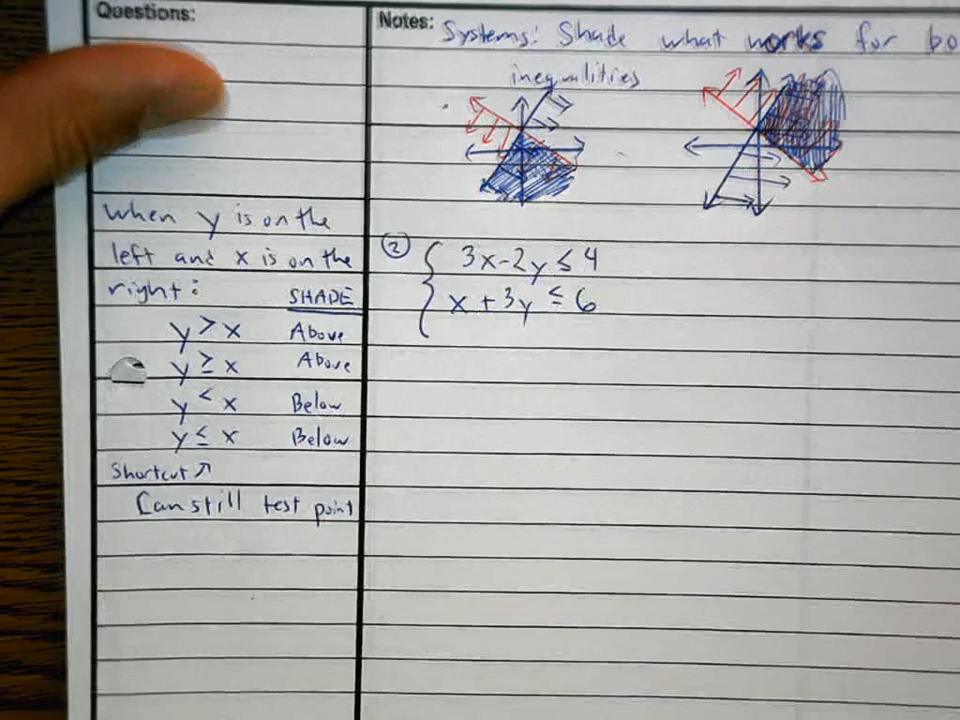 Questions:
Notes: Systems: Shade what works for bo
inequalities
when y is on the
left and x is on the
right: SHADE
y > x Above
y ≥ x Above
y < x Below
y ≤ x Below
Shortcut ↗
Can still test point
② { 3x-2y ≤ 4
x + 3y ≤ 6